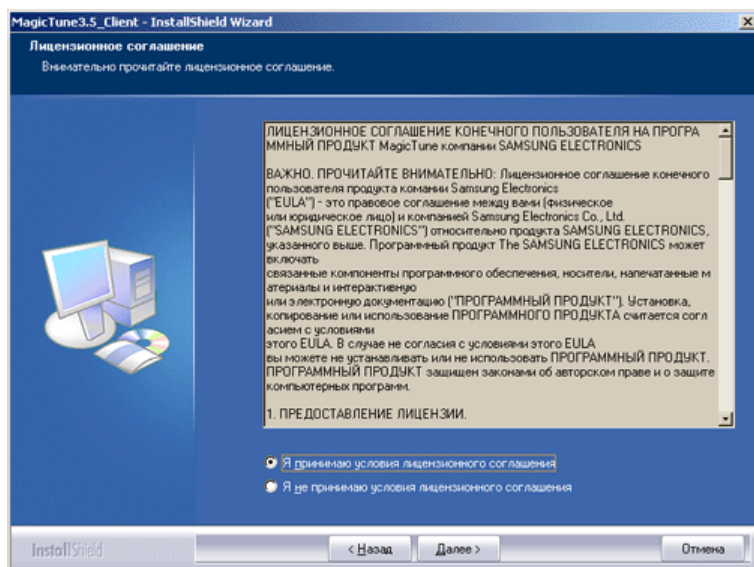 MagicTune3.5_Client - InstallShield Wizard
Лицензионное соглашение
Внимательно прочитайте лицензионное соглашение.
ЛИЦЕНЗИОННОЕ СОГЛАШЕНИЕ КОНЕЧНОГО ПОЛЬЗОВАТЕЛЯ НА ПРОГРА
ММНЫЙ ПРОДУКТ MagicTune компании SAMSUNG ELECTRONICS
ВАЖНО. ПРОЧИТАЙТЕ ВНИМАТЕЛЬНО: Лицензионное соглашение конечного
пользователя продукта комании Samsung Electronics
("EULA") - это правовое соглашение между вами (физическое
или юридическое лицо) и компанией Samsung Electronics Co., Ltd.
("SAMSUNG ELECTRONICS") относительно продукта SAMSUNG ELECTRONICS,
указанного выше. Программный продукт The SAMSUNG ELECTRONICS может
включать
связанные компоненты программного обеспечения, носители, напечатанные м
атериалы и интерактивную
или электронную документацию ("ПРОГРАММНЫЙ ПРОДУКТ"). Установка,
копирование или использование ПРОГРАММНОГО ПРОДУКТА считается согл
асием с условиями
этого EULA. В случае не согласия с условиями этого EULA
вы можете не устанавливать или не использовать ПРОГРАММНЫЙ ПРОДУКТ.
ПРОГРАММНЫЙ ПРОДУКТ защищен законами об авторском праве и о защите
компьютерных программ.
1. ПРЕДОСТАВЛЕНИЕ ЛИЦЕНЗИИ.
Я принимаю условия лицензионного соглашения
Я не принимаю условия лицензионного соглашения
InstallShield
< Назад
Далее >
Отмена